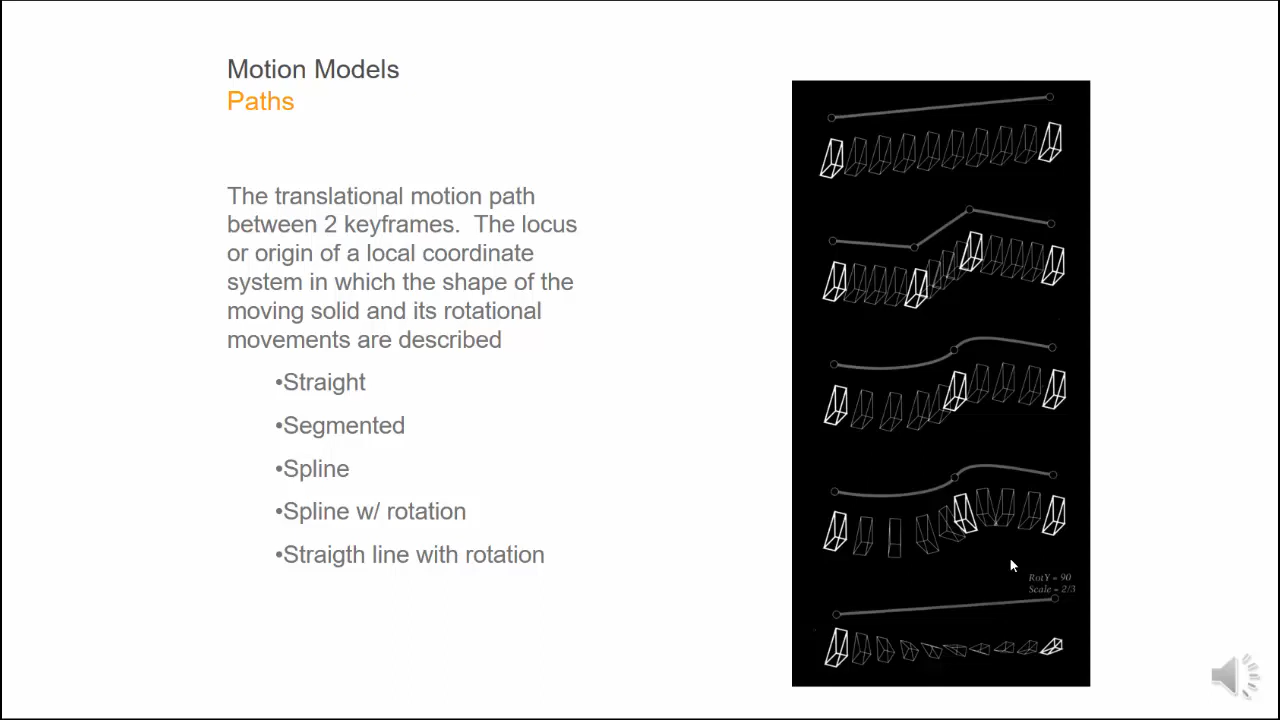 Motion Models
Paths
The translational motion path
between 2 keyframes.  The locus
or origin of a local coordinate
system in which the shape of the
moving solid and its rotational
movements are described
•Straight
•Segmented
•Spline
•Spline w/ rotation
•Straigth line with rotation
RotY = 90
Scale = 2/3